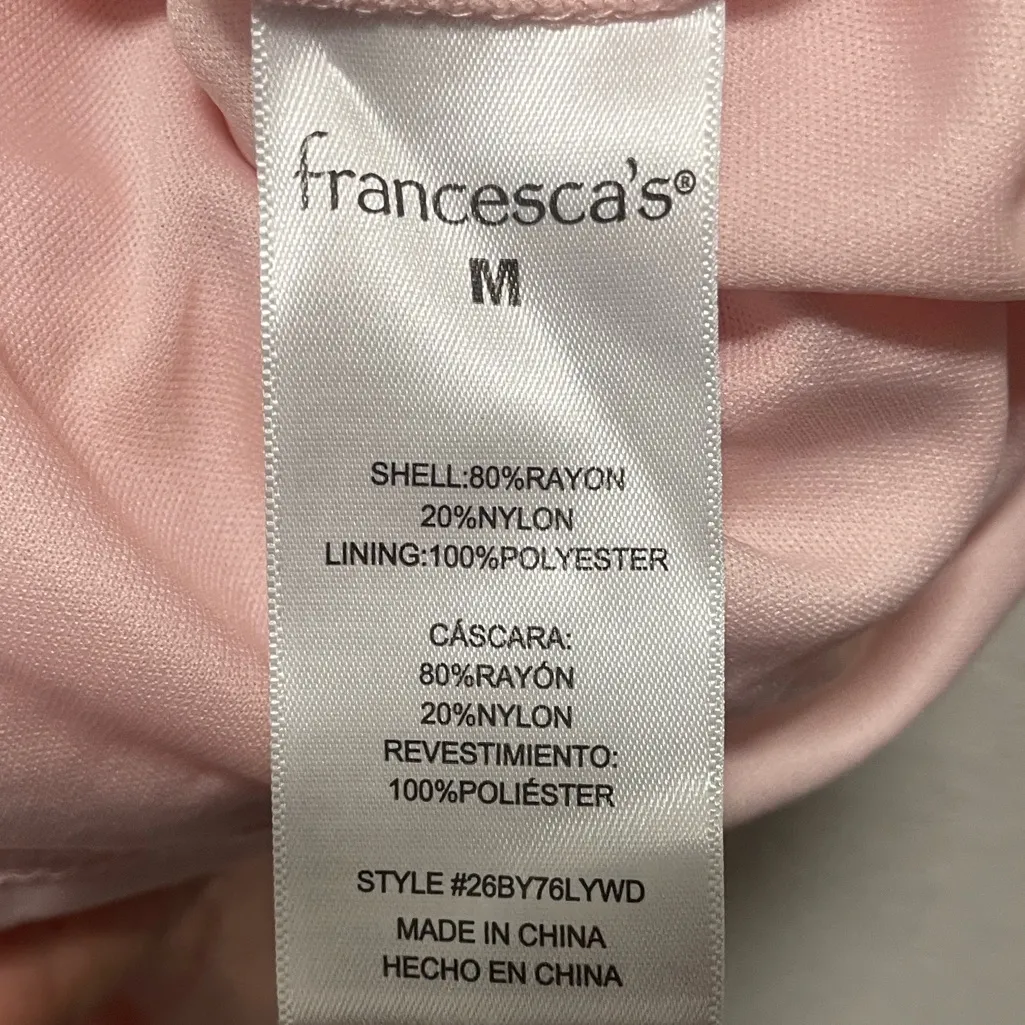 francesca's®
M
SHELL:80%RAYON
20%NYLON
LINING:100%POLYESTER
CÁSCARA:
80%RAYÓN
20%NYLON
REVESTIMIENTO:
100%POLIÉSTER
STYLE #26BY76LYWD
MADE IN CHINA
HECHO EN CHINA